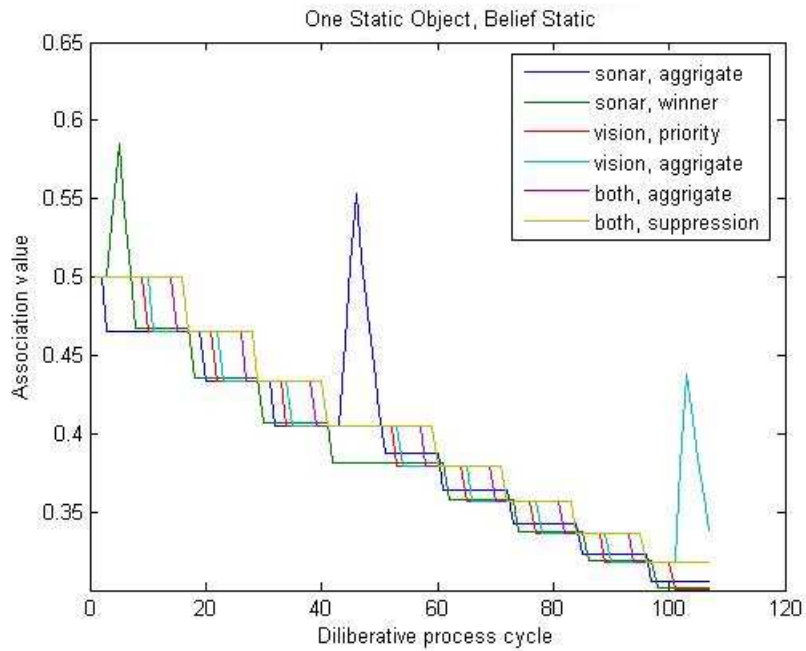 One Static Object, Belief Static
0.65
0.6
0.55
0.5
0.45
0.4
0.35
Association value
sonar, aggrigate
sonar, winner
vision, priority
vision, aggrigate
both, aggrigate
both, suppression
0 20 40 60 80 100 120
Diliberative process cycle